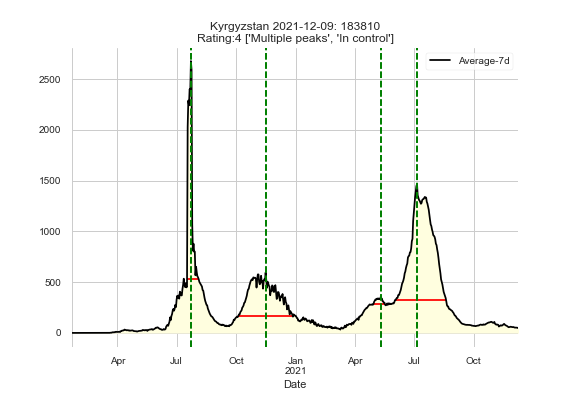 Kyrgyzstan 2021-12-09: 183810
Rating:4 ['Multiple peaks', 'In control']
Average-7d
2500
2000
1500
1000
500
0
Apr Jul Oct Jan Apr Jul Oct
2021
Date